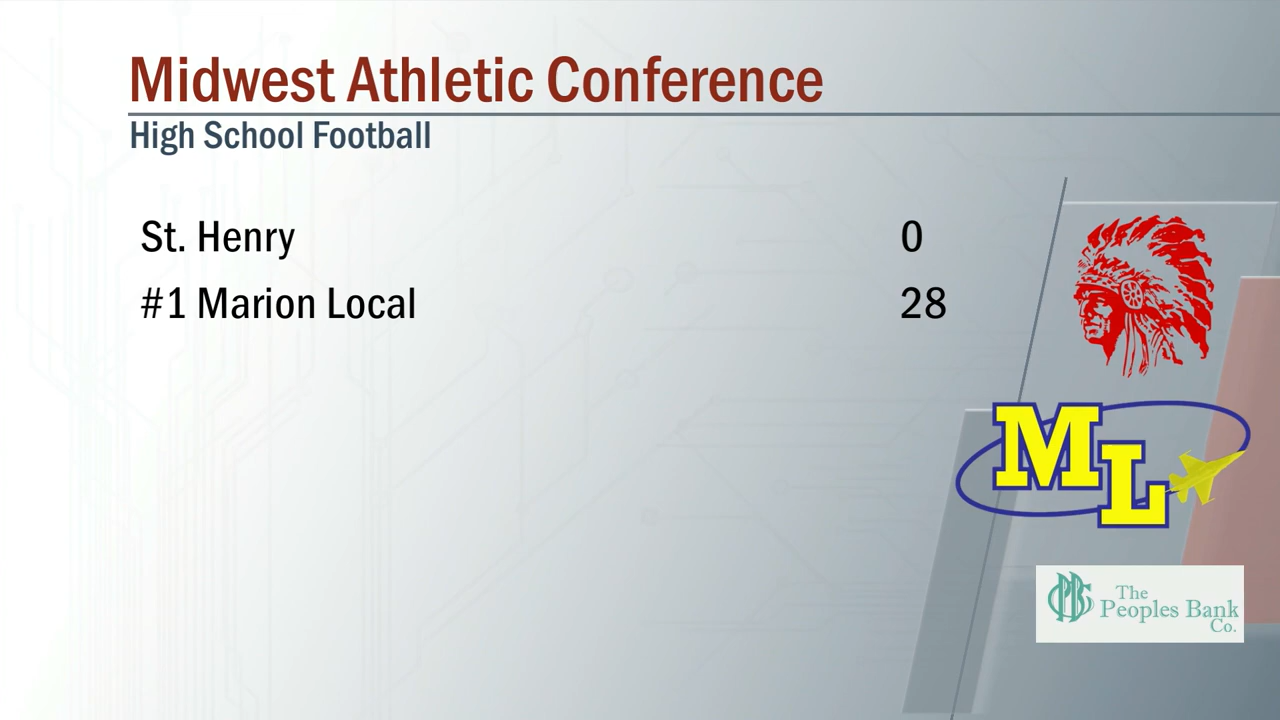 Midwest Athletic Conference
High School Football
St. Henry 0
#1 Marion Local 28
ML
The
Peoples Bank
Co.